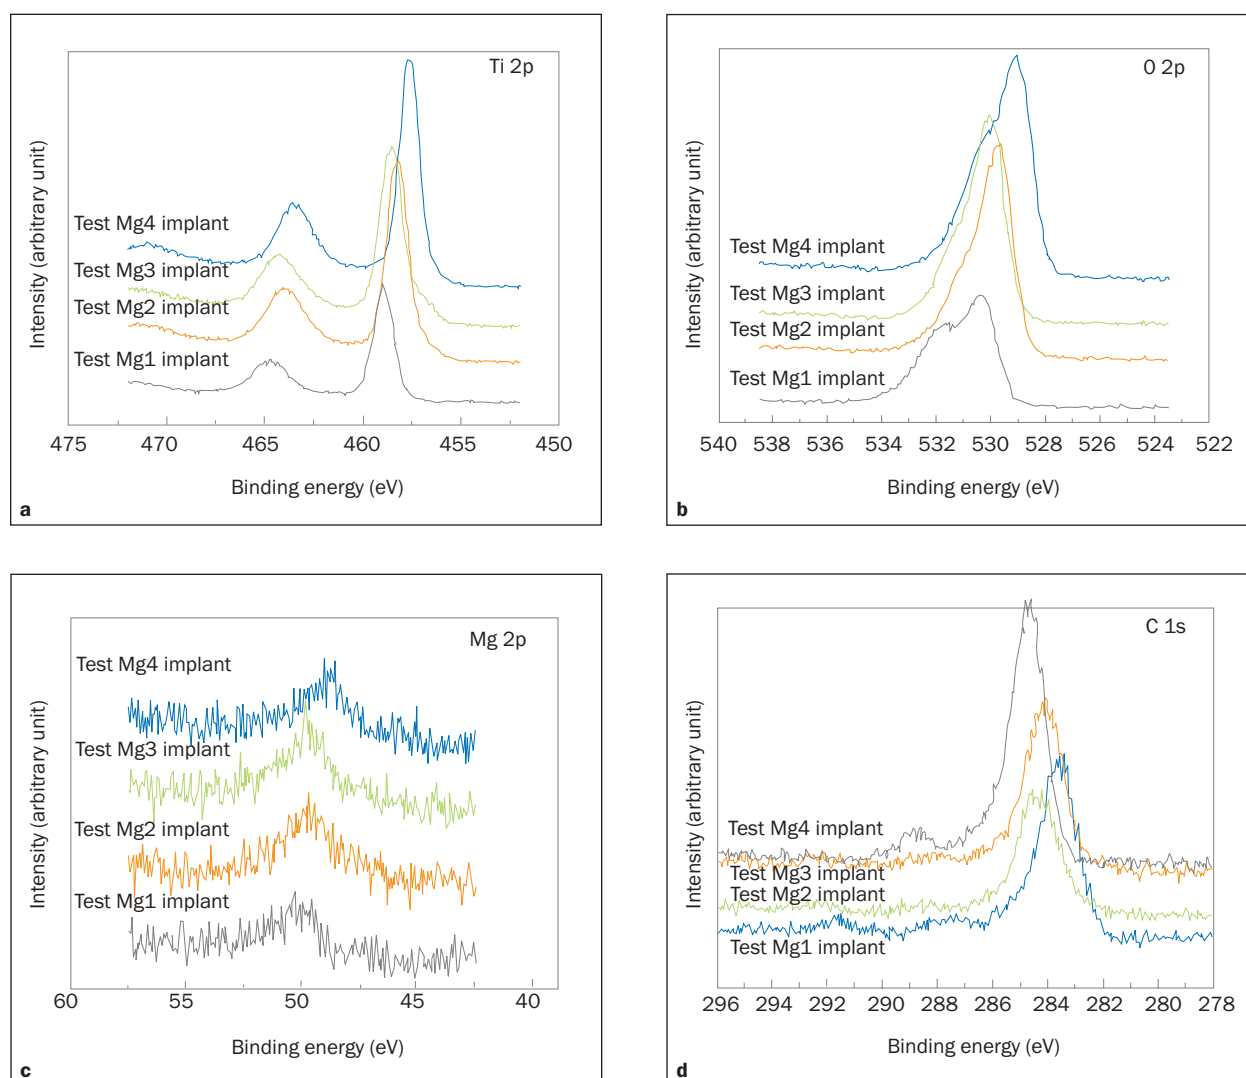 Ti 2p
Intensity (arbitrary unit)
Test Mg4 implant
Test Mg3 implant
Test Mg2 implant
Test Mg1 implant
475 470 465 460 455 450
Binding energy (eV)
a
O 2p
Intensity (arbitrary unit)
Test Mg4 implant
Test Mg3 implant
Test Mg2 implant
Test Mg1 implant
540 538 536 534 532 530 528 526 524 522
Binding energy (eV)
b
Mg 2p
Intensity (arbitrary unit)
Test Mg4 implant
Test Mg3 implant
Test Mg2 implant
Test Mg1 implant
60 55 50 45 40
Binding energy (eV)
c
C 1s
Intensity (arbitrary unit)
Test Mg4 implant
Test Mg3 implant
Test Mg2 implant
Test Mg1 implant
296 294 292 290 288 286 284 282 280 278
Binding energy (eV)
d